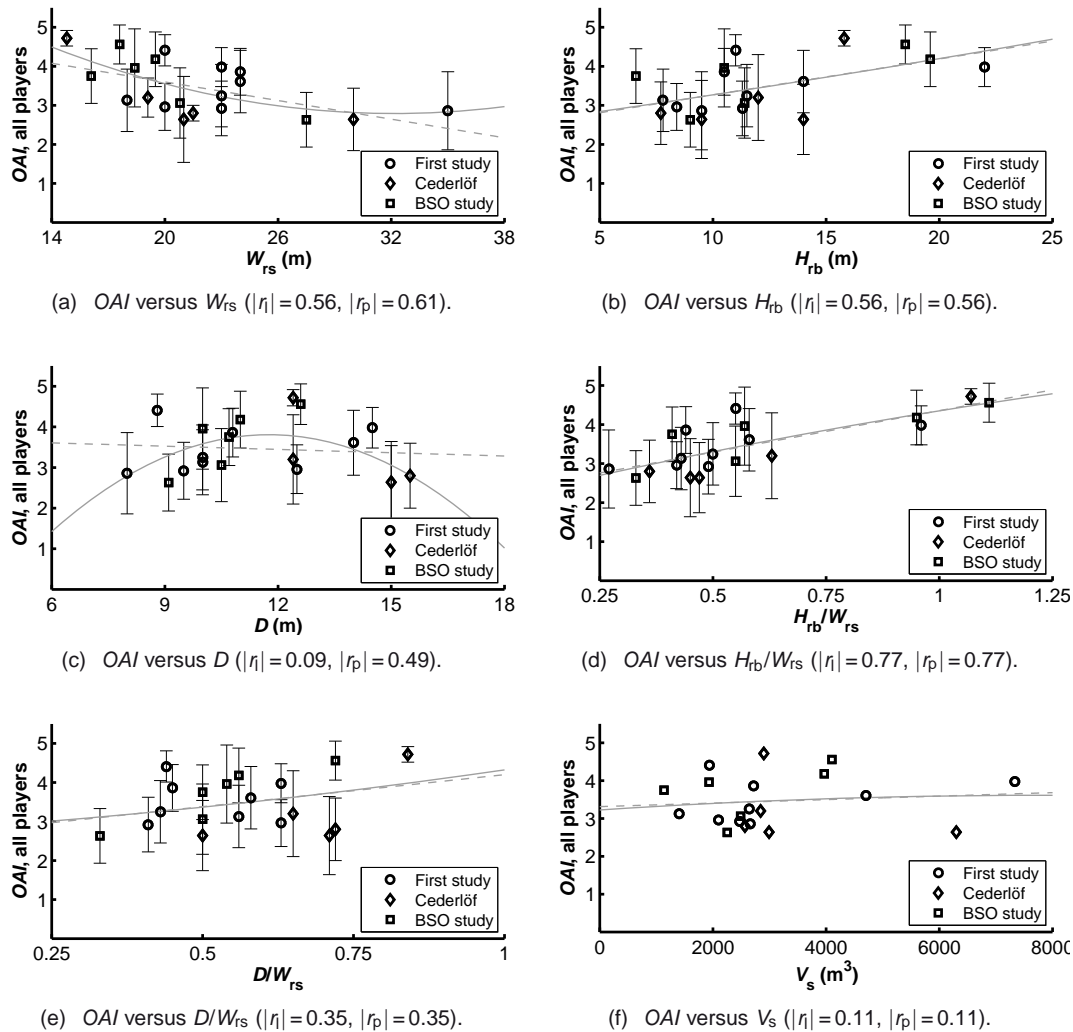 OAI, all players
5
4
3
2
1
14 20 26 32 38
W_rs (m)
First study
Cederlöf
BSO study
(a) OAI versus W_rs (|r_l| = 0.56, |r_p| = 0.61).
OAI, all players
5
4
3
2
1
5 10 15 20 25
H_rb (m)
First study
Cederlöf
BSO study
(b) OAI versus H_rb (|r_l| = 0.56, |r_p| = 0.56).
OAI, all players
5
4
3
2
1
6 9 12 15 18
D (m)
First study
Cederlöf
BSO study
(c) OAI versus D (|r_l| = 0.09, |r_p| = 0.49).
OAI, all players
5
4
3
2
1
0.25 0.5 0.75 1 1.25
H_rb/W_rs
First study
Cederlöf
BSO study
(d) OAI versus H_rb/W_rs (|r_l| = 0.77, |r_p| = 0.77).
OAI, all players
5
4
3
2
1
0.25 0.5 0.75 1
D/W_rs
First study
Cederlöf
BSO study
(e) OAI versus D/W_rs (|r_l| = 0.35, |r_p| = 0.35).
OAI, all players
5
4
3
2
1
0 2000 4000 6000 8000
V_s (m³)
First study
Cederlöf
BSO study
(f) OAI versus V_s (|r_l| = 0.11, |r_p| = 0.11).